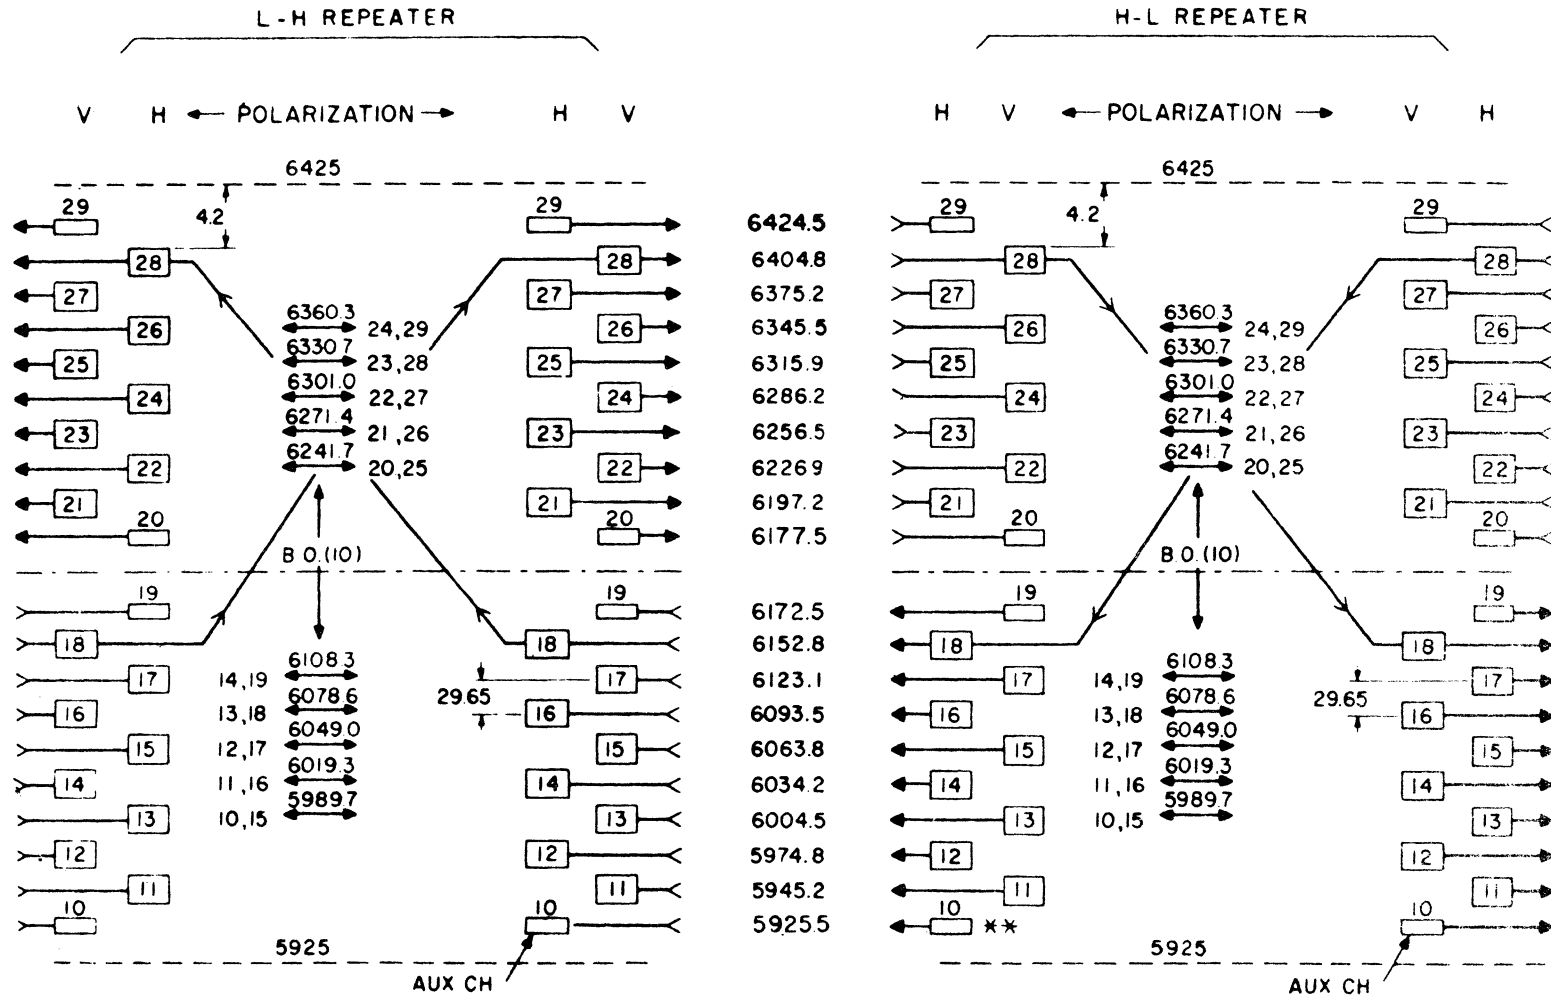 L-H REPEATER H-L REPEATER
V H POLARIZATION H V H V POLARIZATION V H
6425 6425
29 4.2 29 6424.5 29 4.2 29
28 28 6404.8 28 28
27 27 6375.2 27 27
6360.3 6360.3
26 24,29 26 6345.5 26 24,29 26
6330.7 6330.7
25 23,28 25 6315.9 25 23,28 25
6301.0 6301.0
24 22,27 24 6286.2 24 22,27 24
6271.4 6271.4
23 21,26 23 6256.5 23 21,26 23
6241.7 6241.7
22 20,25 22 62269 22 20,25 22
21 21 6197.2 21 21
20 20 6177.5 20 20
B O.(10) B O.(10)
19 19 6172.5 19 19
18 18 6152.8 18 18
6108.3 6108.3
17 14,19 17 6123.1 17 14,19 17
6078.6 29.65 6078.6 29.65
16 13,18 16 6093.5 16 13,18 16
6049.0 6049.0
15 12,17 15 6063.8 15 12,17 15
6019.3 6019.3
14 11,16 14 6034.2 14 11,16 14
5989.7 5989.7
13 10,15 13 6004.5 13 10,15 13
12 12 5974.8 12 12
11 11 5945.2 11 11
10 10 5925.5 10 ** 10
5925 5925
AUX CH AUX CH